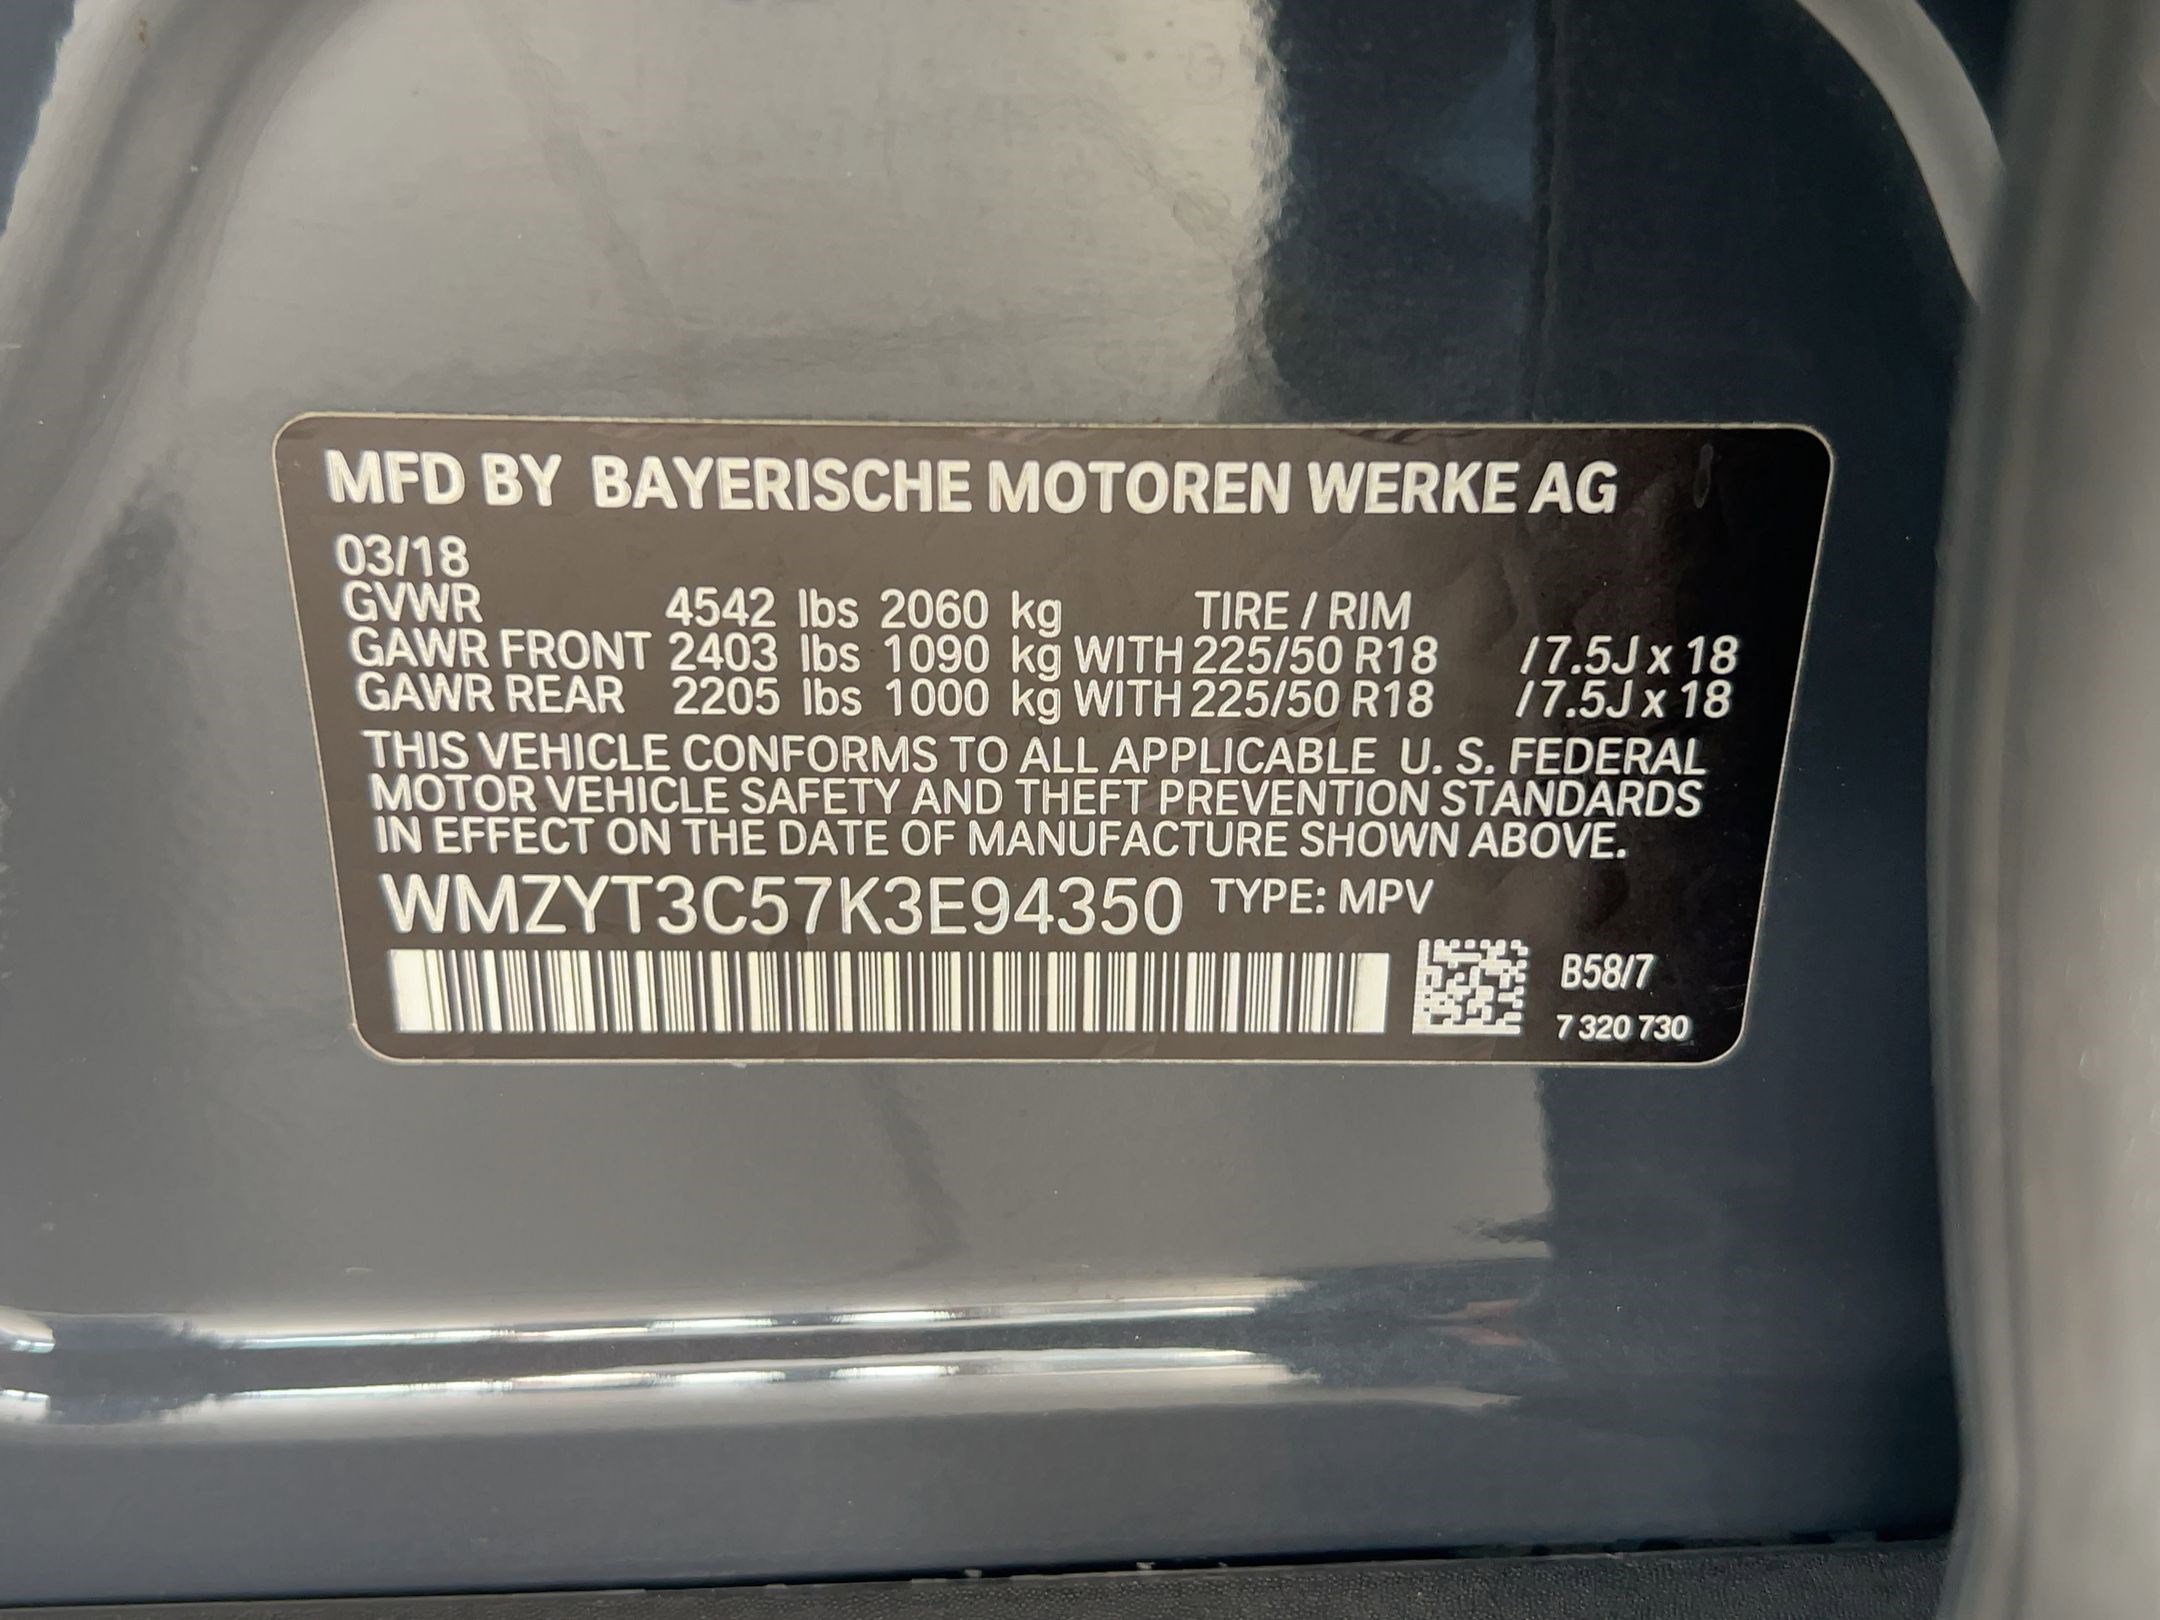 MFD BY BAYERISCHE MOTOREN WERKE AG
03/18
GVWR 4542 lbs 2060 kg TIRE / RIM
GAWR FRONT 2403 lbs 1090 kg WITH 225/50 R18 / 7.5J x 18
GAWR REAR 2205 lbs 1000 kg WITH 225/50 R18 / 7.5J x 18
THIS VEHICLE CONFORMS TO ALL APPLICABLE U. S. FEDERAL
MOTOR VEHICLE SAFETY AND THEFT PREVENTION STANDARDS
IN EFFECT ON THE DATE OF MANUFACTURE SHOWN ABOVE.
WMZYT3C57K3E94350 TYPE: MPV
B58/7
7 320 730